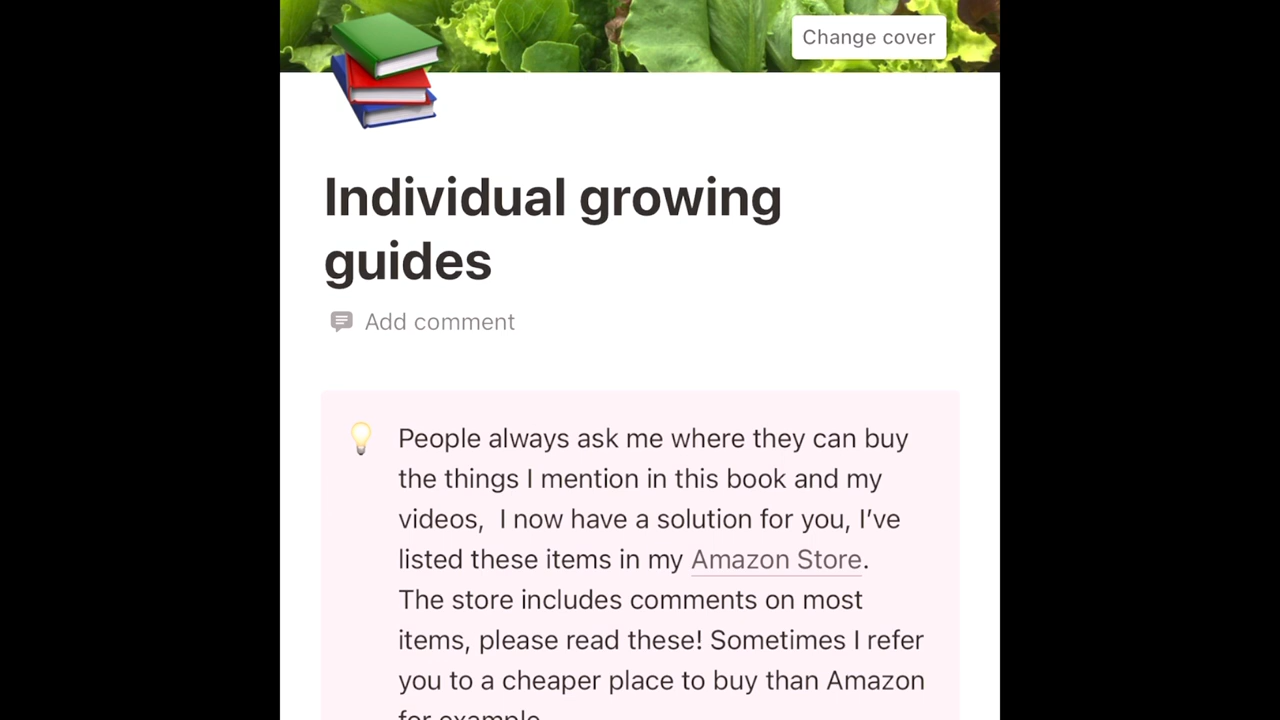 Change cover
Individual growing
guides
Add comment
People always ask me where they can buy
the things I mention in this book and my
videos,  I now have a solution for you, I’ve
listed these items in my Amazon Store.
The store includes comments on most
items, please read these! Sometimes I refer
you to a cheaper place to buy than Amazon
for example